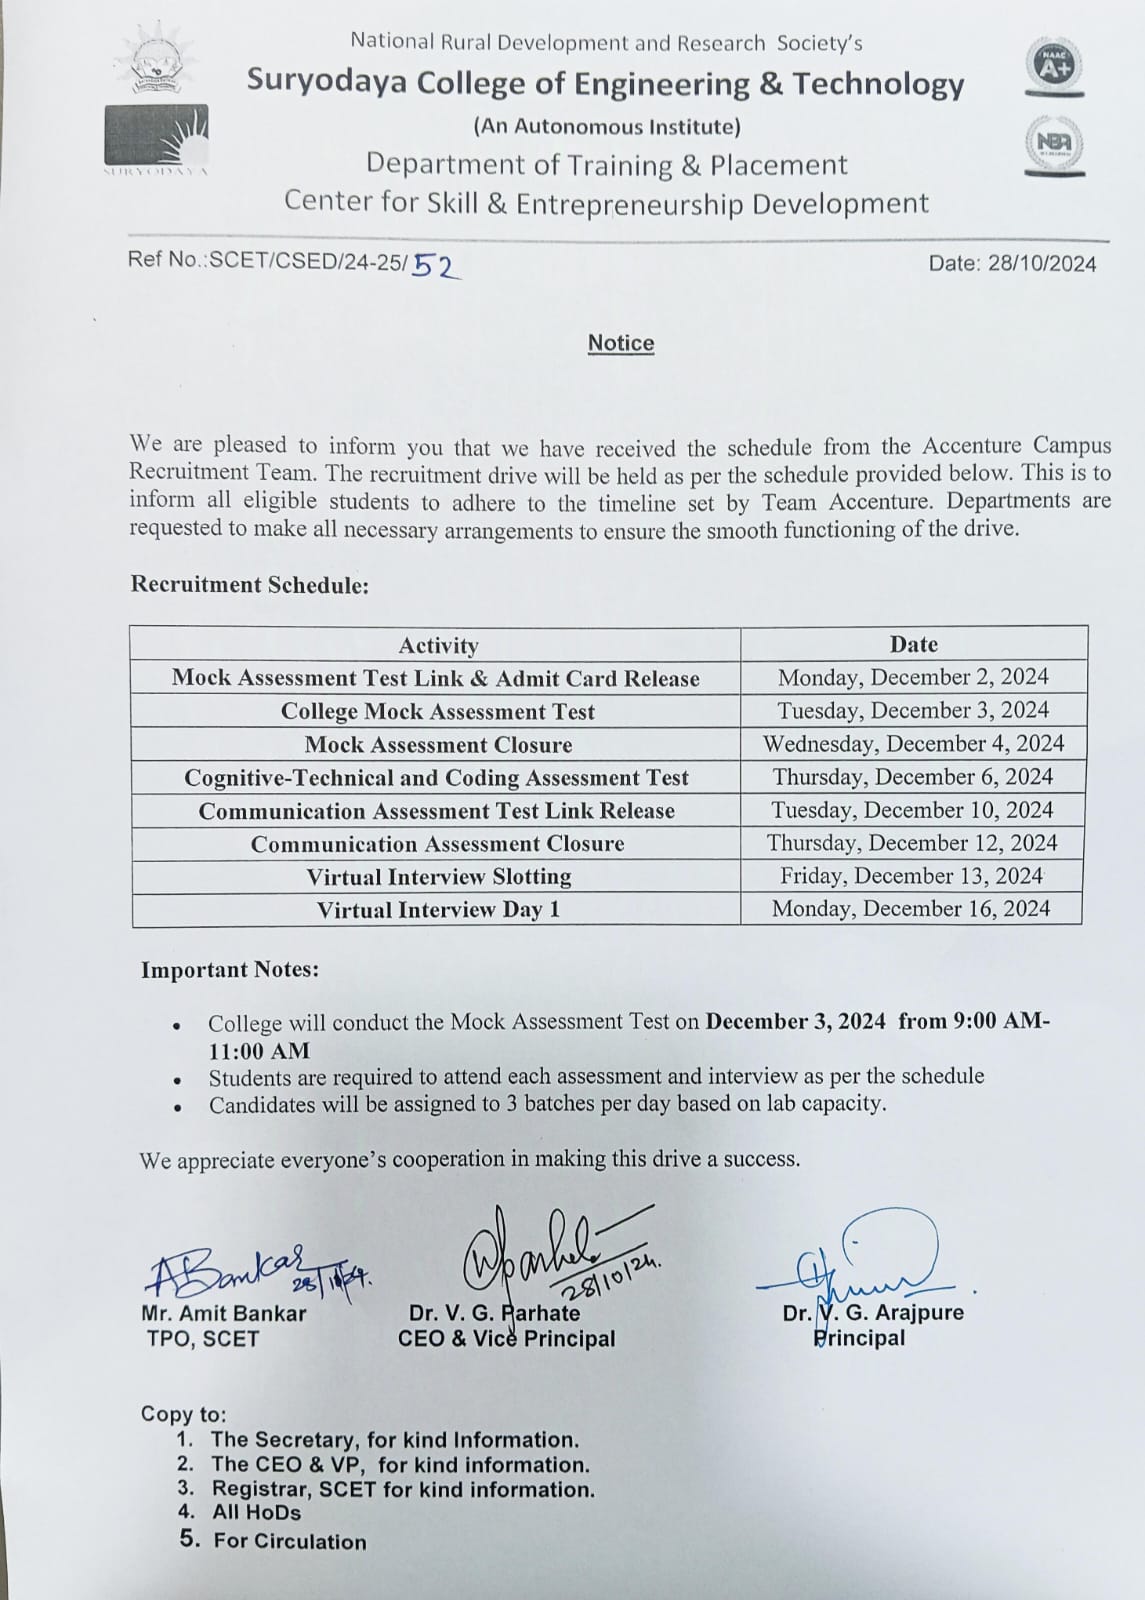 National Rural Development and Research Society's
Suryodaya College of Engineering & Technology
(An Autonomous Institute)
Department of Training & Placement
Center for Skill & Entrepreneurship Development
SURYODAYA
NAAC
A+
NBA
Ref No.:SCET/CSED/24-25/52
Date: 28/10/2024
Notice
We are pleased to inform you that we have received the schedule from the Accenture Campus
Recruitment Team. The recruitment drive will be held as per the schedule provided below. This is to
inform all eligible students to adhere to the timeline set by Team Accenture. Departments are
requested to make all necessary arrangements to ensure the smooth functioning of the drive.
Recruitment Schedule:
Activity Date
Mock Assessment Test Link & Admit Card Release Monday, December 2, 2024
College Mock Assessment Test Tuesday, December 3, 2024
Mock Assessment Closure Wednesday, December 4, 2024
Cognitive-Technical and Coding Assessment Test Thursday, December 6, 2024
Communication Assessment Test Link Release Tuesday, December 10, 2024
Communication Assessment Closure Thursday, December 12, 2024
Virtual Interview Slotting Friday, December 13, 2024
Virtual Interview Day 1 Monday, December 16, 2024
Important Notes:
• College will conduct the Mock Assessment Test on December 3, 2024 from 9:00 AM-
11:00 AM
• Students are required to attend each assessment and interview as per the schedule
• Candidates will be assigned to 3 batches per day based on lab capacity.
We appreciate everyone's cooperation in making this drive a success.
ABankar 28/10/24.
28/10/24.
Mr. Amit Bankar Dr. V. G. Parhate Dr. V. G. Arajpure
TPO, SCET CEO & Vice Principal Principal
Copy to:
1. The Secretary, for kind Information.
2. The CEO & VP, for kind information.
3. Registrar, SCET for kind information.
4. All HoDs
5. For Circulation